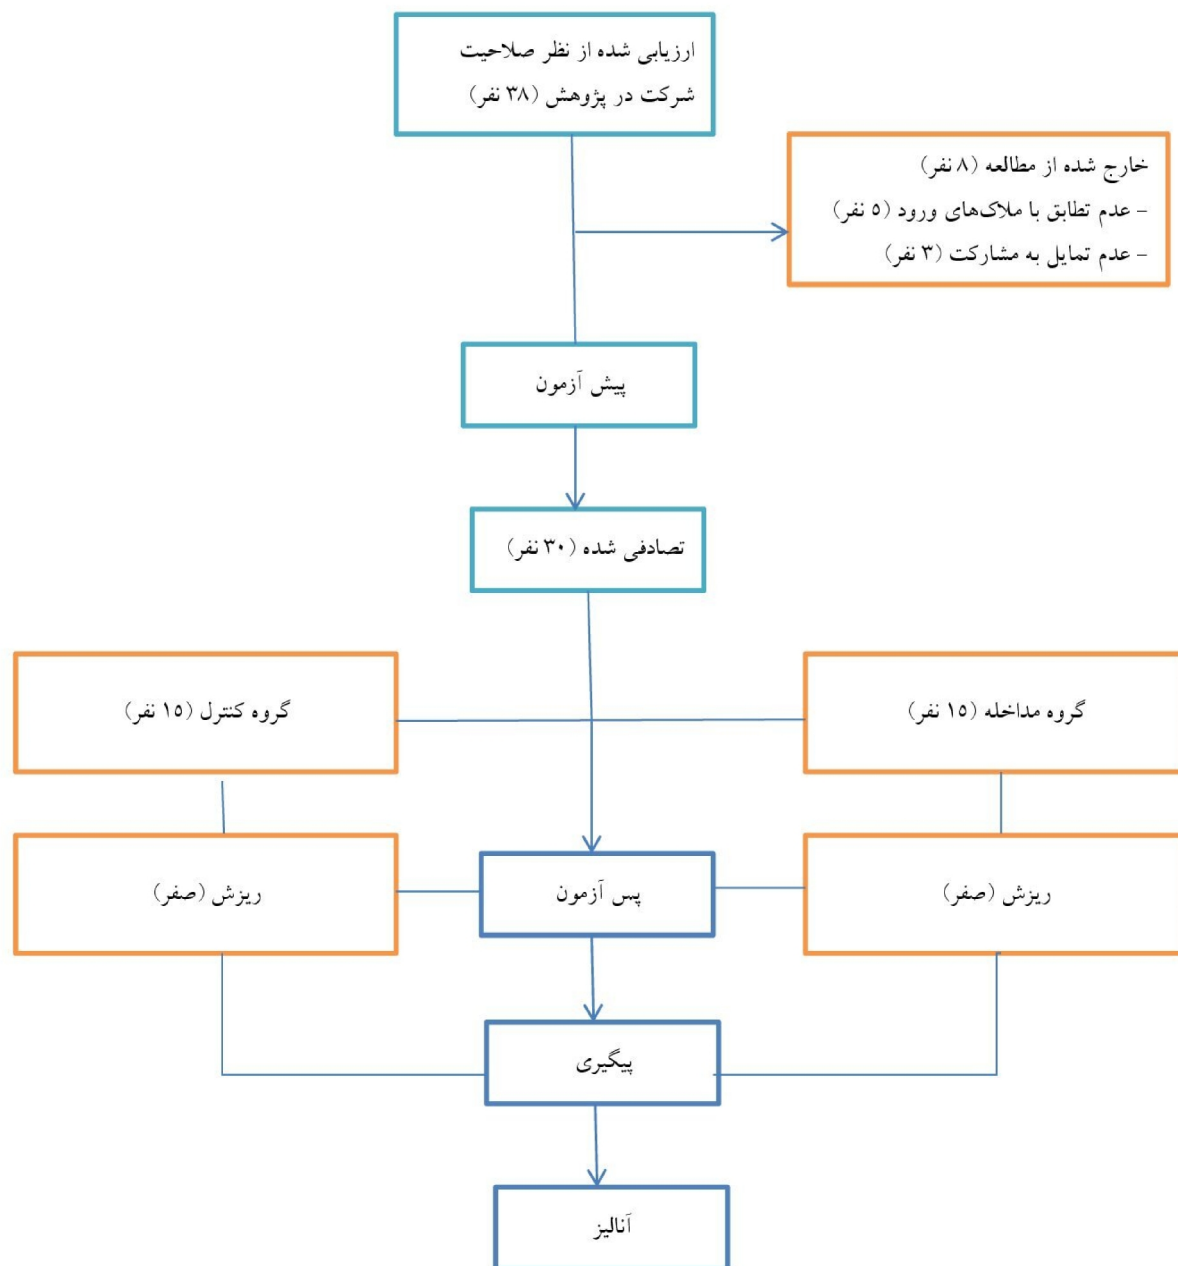 ارزیابی شده از نظر صلاحیت
شرکت در پژوهش (۳۸ نفر)
خارج شده از مطالعه (۸ نفر)
- عدم تطابق با ملاک‌های ورود (۵ نفر)
- عدم تمایل به مشارکت (۳ نفر)
پیش آزمون
تصادفی شده (۳۰ نفر)
گروه مداخله (۱۵ نفر)
گروه کنترل (۱۵ نفر)
ریزش (صفر)
پس آزمون
ریزش (صفر)
پیگیری
آنالیز